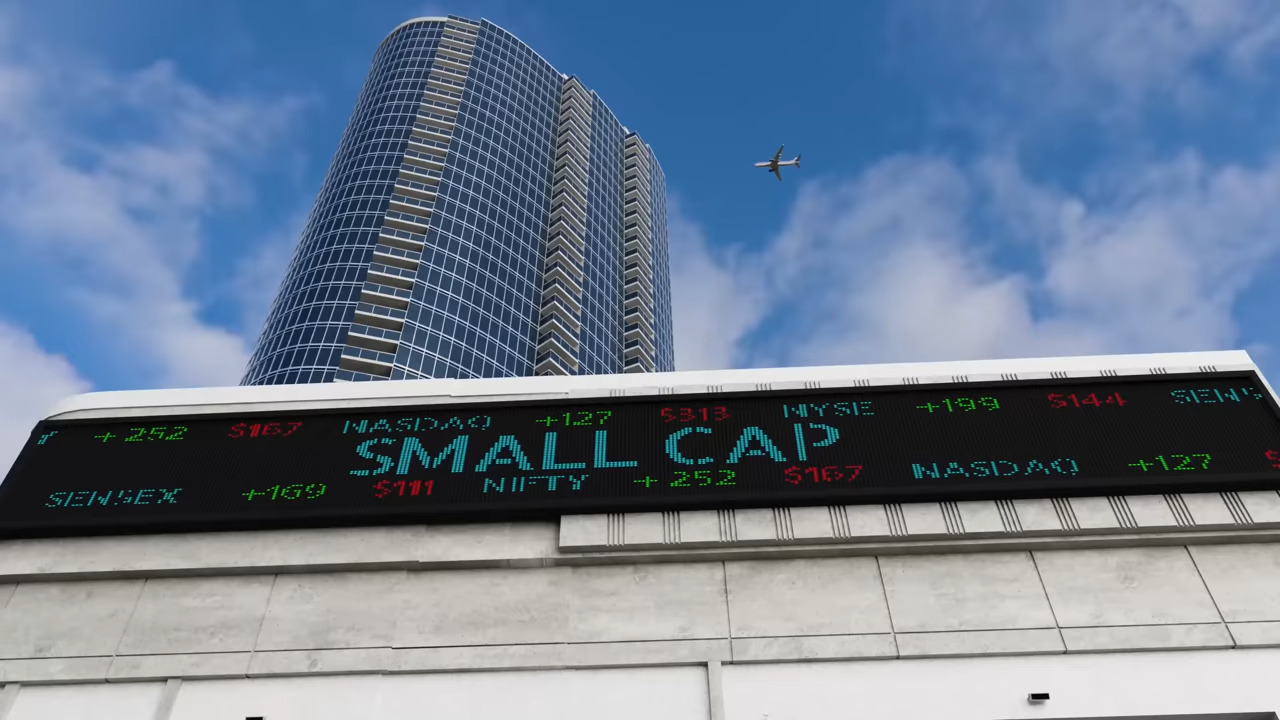 +252 $167 NASDAQ +127 $313 NYSE +199 $144
SMALL CAP
SENSEX +169 $111 NIFTY +252 $167 NASDAQ +127